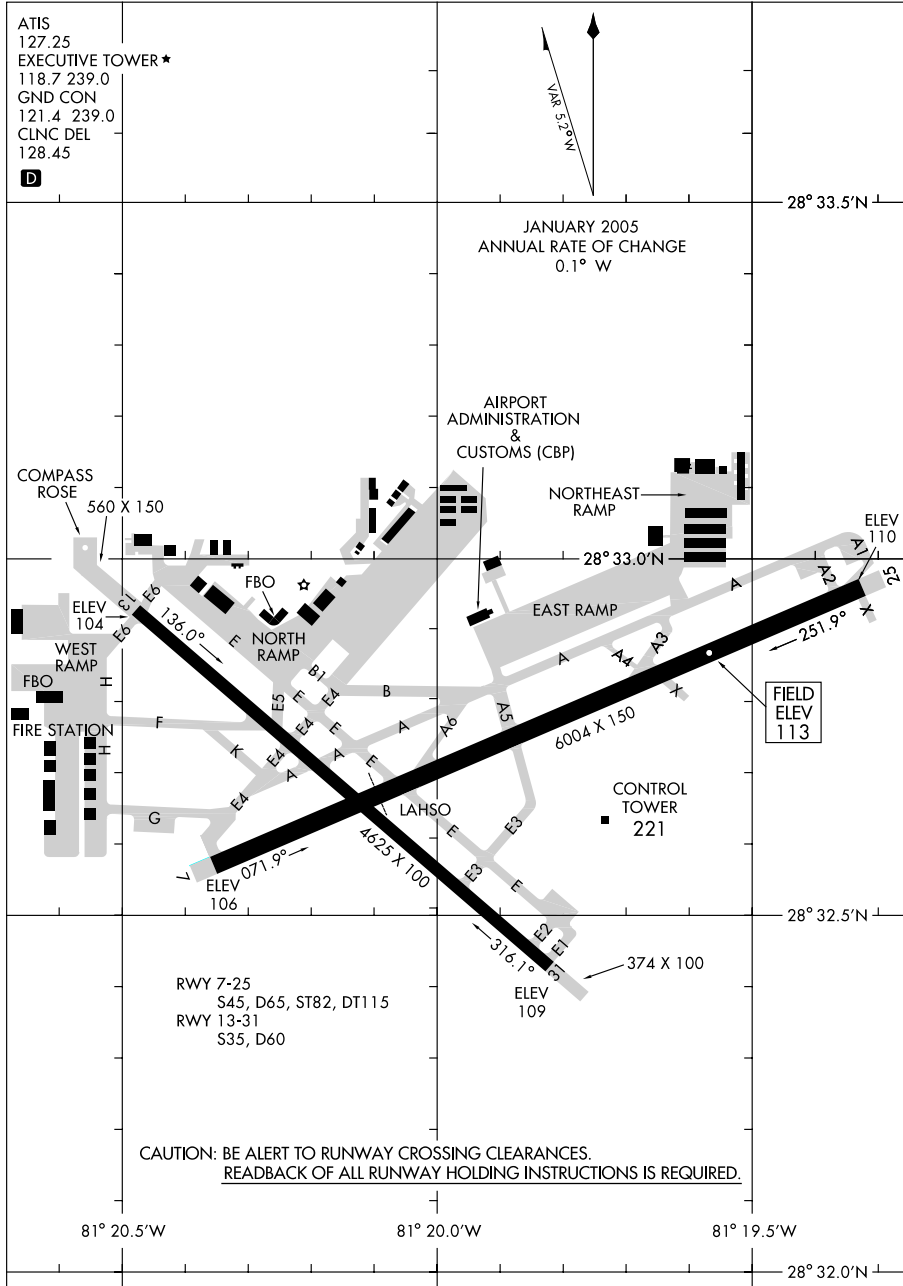 ATIS
127.25
EXECUTIVE TOWER★
118.7 239.0
GND CON
121.4 239.0
CLNC DEL
128.45
D
VAR 5.2° W
28° 33.5'N
JANUARY 2005
ANNUAL RATE OF CHANGE
0.1° W
AIRPORT
ADMINISTRATION
&
CUSTOMS (CBP)
COMPASS
ROSE
560 X 150
NORTHEAST
RAMP
ELEV
110
28° 33.0'N
A1
A2
25
A
X
FBO
EAST RAMP
ELEV
104
13
E6
E6
136.0°
E
NORTH
RAMP
WEST
RAMP
251.9°
A3
A4
A
X
H
FBO
B1
E4
B
E
E5
FIRE STATION
F
H
E4
E
A
A6
A5
6004 X 150
FIELD
ELEV
113
K
E4
A
A
E
E4
LAHSO
CONTROL
TOWER
221
G
E
E3
4625 X 100
071.9°
7
ELEV
106
E3
E
28° 32.5'N
E2
E1
316.1°
31
374 X 100
ELEV
109
RWY 7-25
S45, D65, ST82, DT115
RWY 13-31
S35, D60
CAUTION: BE ALERT TO RUNWAY CROSSING CLEARANCES.
READBACK OF ALL RUNWAY HOLDING INSTRUCTIONS IS REQUIRED.
81° 20.5'W
81° 20.0'W
81° 19.5'W
28° 32.0'N